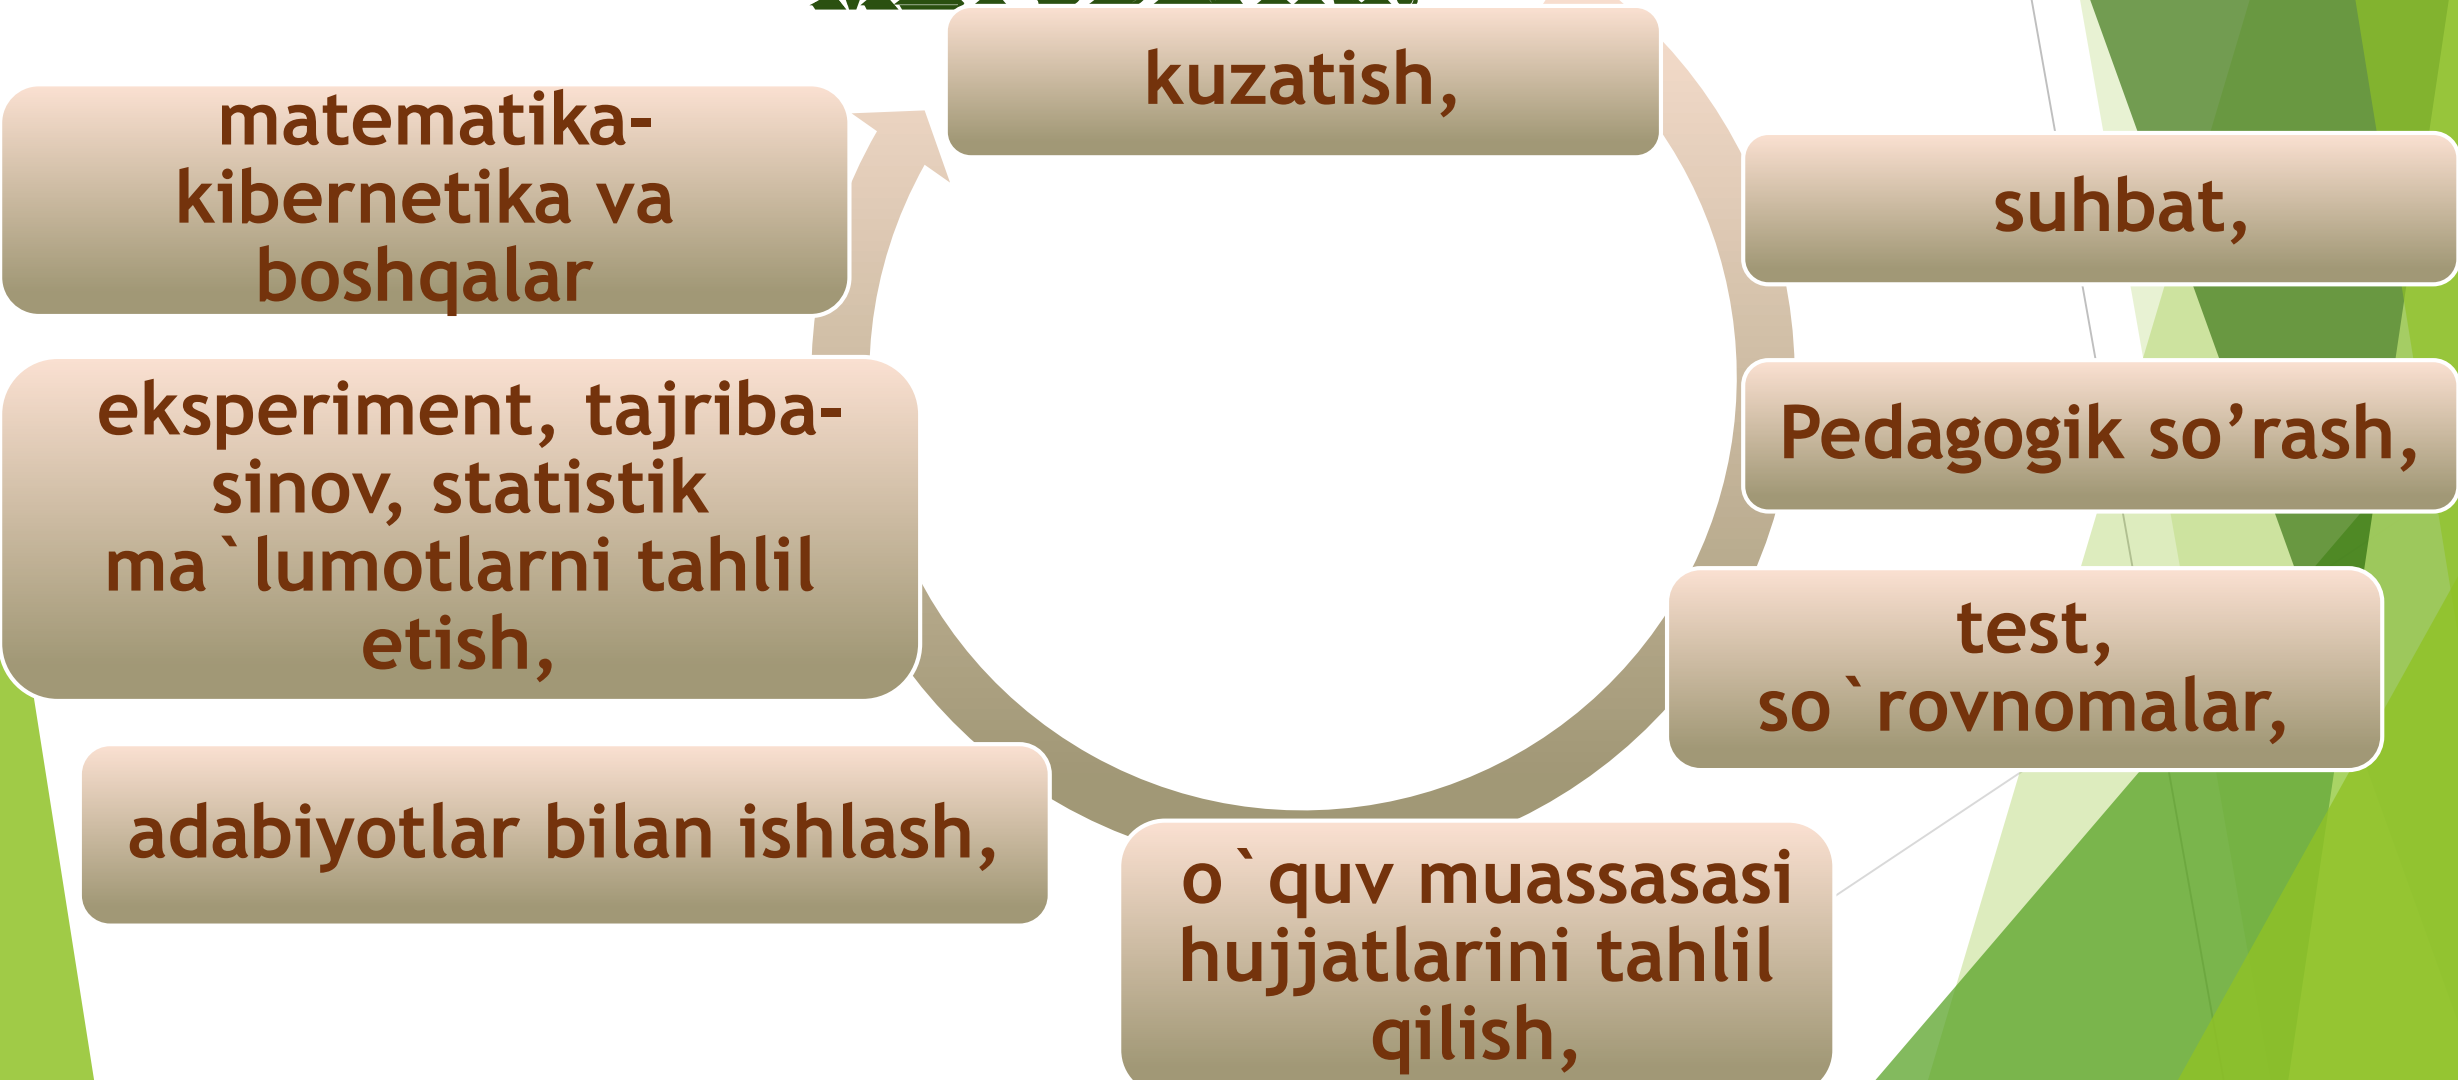 kuzatish,
suhbat,
Pedagogik so’rash,
test,
so`rovnomalar,
o`quv muassasasi
hujjatlarini tahlil
qilish,
adabiyotlar bilan ishlash,
eksperiment, tajriba-
sinov, statistik
ma`lumotlarni tahlil
etish,
matematika-
kibernetika va
boshqalar